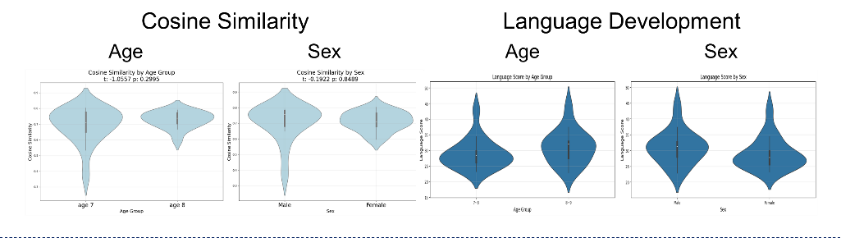 Cosine Similarity
Language Development
Age
Sex
Age
Sex
Cosine Similarity by Age Group
t: -1.0557 p: 0.2995
Cosine Similarity by Sex
t: -0.1922 p: 0.8489
Language Score by Age Group
Language Score by Sex
Cosine Similarity
Cosine Similarity
Language Score
Language Score
age 7
age 8
Age Group
Male
Female
Sex
Age Group
Male
Female
Sex